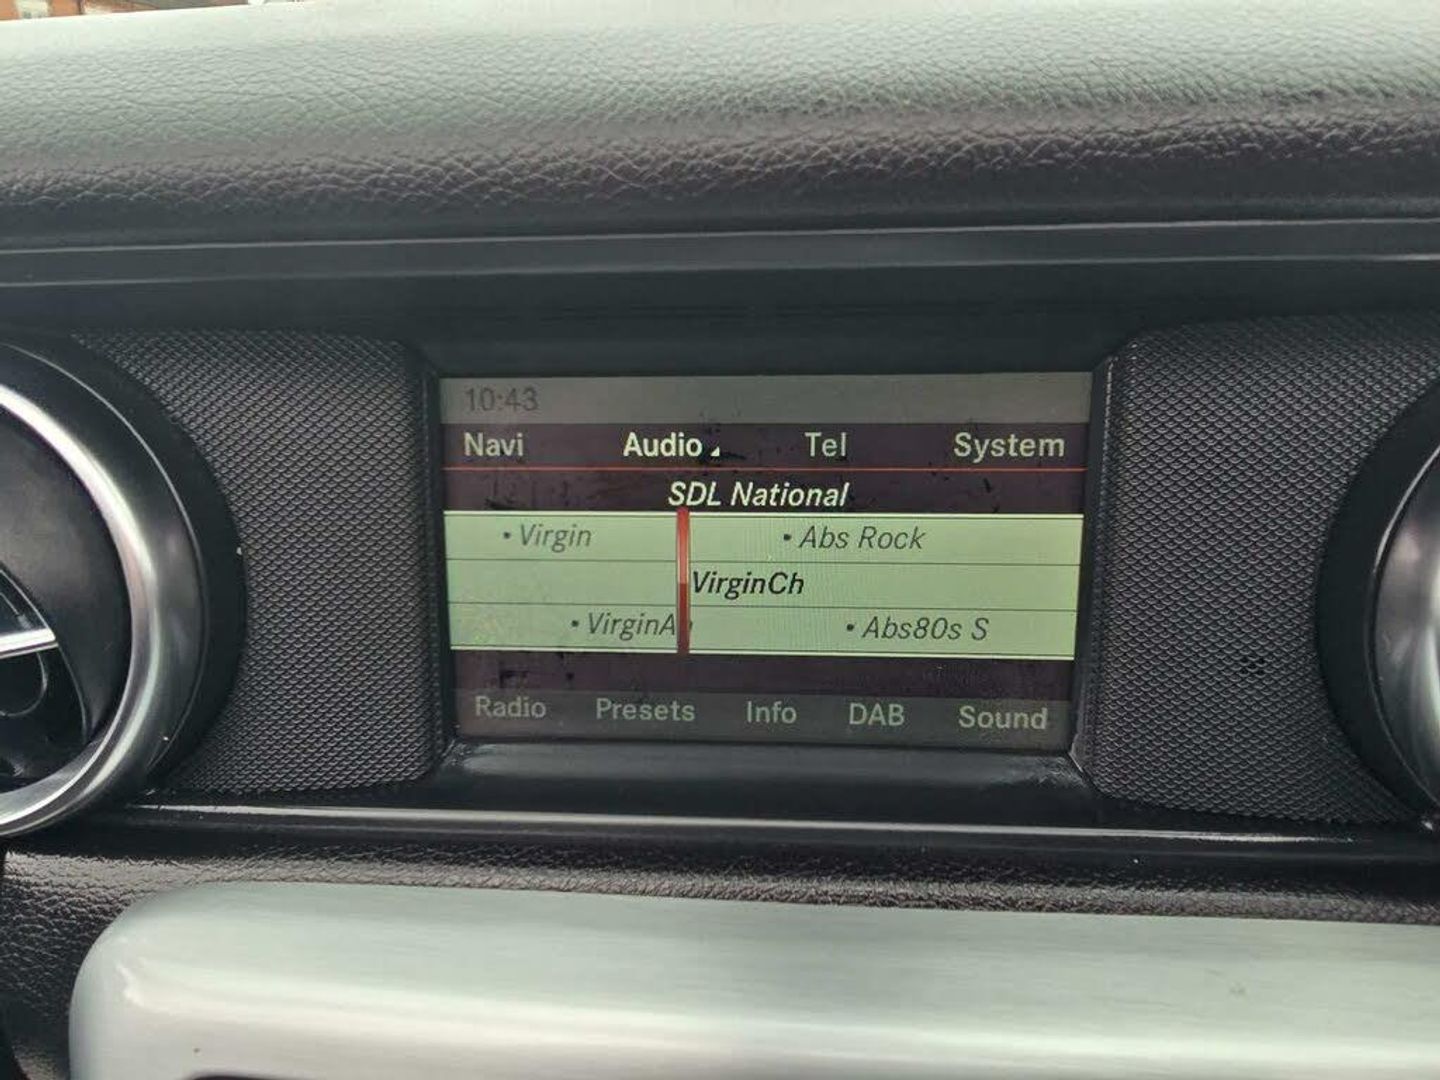 10:43
Navi Audio Tel System
SDL National
• Virgin • Abs Rock
VirginCh
• VirginA • Abs80s S
Radio Presets Info DAB Sound